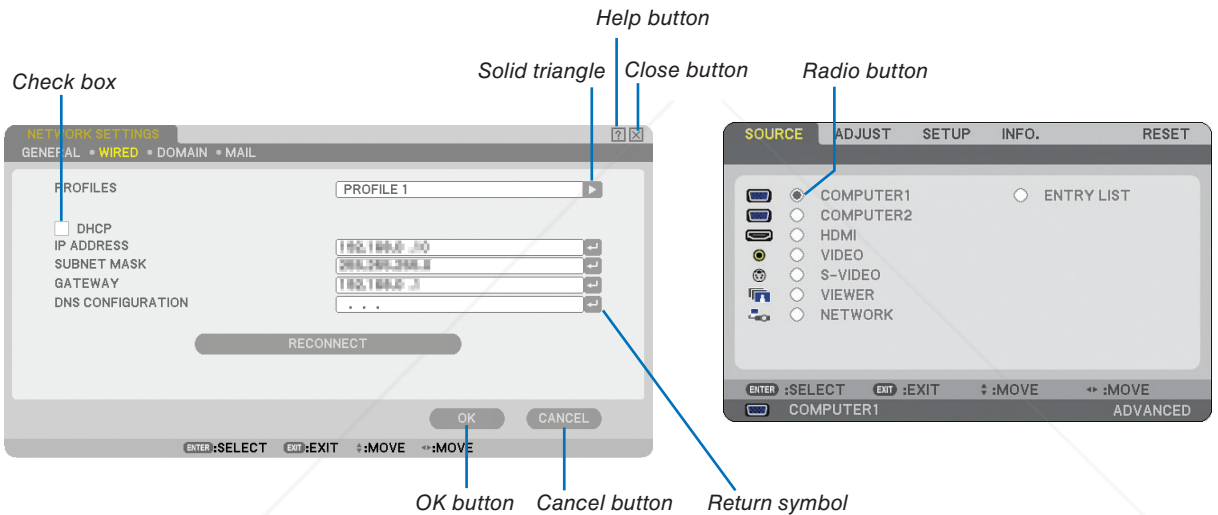 Help button
Check box
Solid triangle
Close button
Radio button
NETWORK SETTINGS
?
GENERAL • WIRED • DOMAIN • MAIL
PROFILES
PROFILE 1
DHCP
IP ADDRESS
SUBNET MASK
GATEWAY
DNS CONFIGURATION
. . .
RECONNECT
OK
CANCEL
ENTER :SELECT EXIT :EXIT :MOVE :MOVE
OK button
Cancel button
Return symbol
SOURCE ADJUST SETUP INFO. RESET
COMPUTER1
ENTRY LIST
COMPUTER2
HDMI
VIDEO
S-VIDEO
VIEWER
NETWORK
ENTER :SELECT EXIT :EXIT :MOVE :MOVE
COMPUTER1
ADVANCED